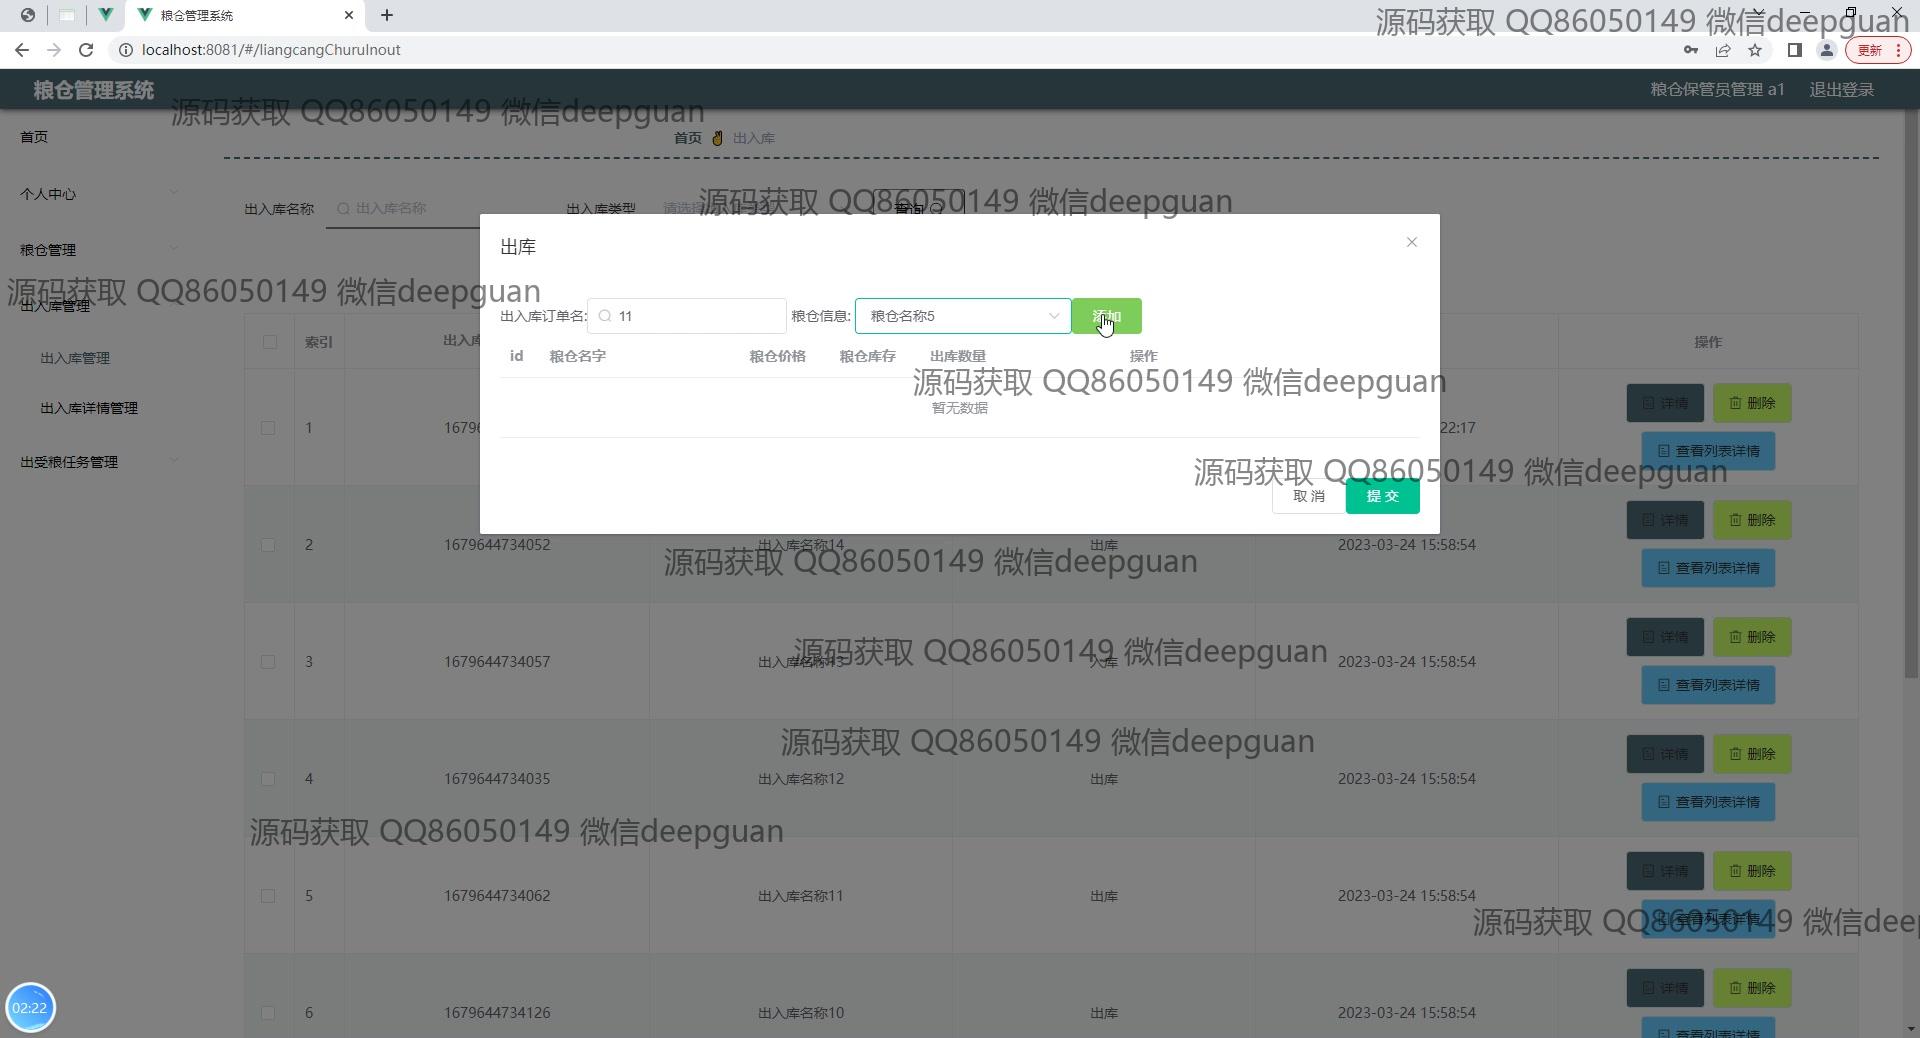 粮仓管理系统
源码获取 QQ86050149 微信deepguan
localhost:8081/#/liangcangChuruInout
更新
粮仓管理系统
粮仓保管员管理 a1
退出登录
源码获取 QQ86050149 微信deepguan
首页
首页 出入库
个人中心
出入库名称
出入库名称
出入库类型
源码获取 QQ86050149 微信deepguan
查询
粮仓管理
出库
源码获取 QQ86050149 微信deepguan
出入库管理
出入库订单名: 11
粮仓信息: 粮仓名称5
添加
索引
操作
id 粮仓名字 粮仓价格 粮仓库存 出库数量 操作
出入库管理
源码获取 QQ86050149 微信deepguan
暂无数据
出入库详情管理
详情 删除
1
22:17
查看列表详情
出受粮任务管理
源码获取 QQ86050149 微信deepguan
取 消
提 交
详情 删除
2 1679644734052 出入库名称14 出库 2023-03-24 15:58:54
源码获取 QQ86050149 微信deepguan
查看列表详情
详情 删除
源码获取 QQ86050149 微信deepguan
3 1679644734057 出入库名称13 入库 2023-03-24 15:58:54
查看列表详情
源码获取 QQ86050149 微信deepguan
详情 删除
4 1679644734035 出入库名称12 出库 2023-03-24 15:58:54
查看列表详情
源码获取 QQ86050149 微信deepguan
详情 删除
5 1679644734062 出入库名称11 出库 2023-03-24 15:58:54
查看列表详情
源码获取 QQ86050149 微信deep
详情 删除
02:22
6 1679644734126 出入库名称10 出库 2023-03-24 15:58:54
查看列表详情